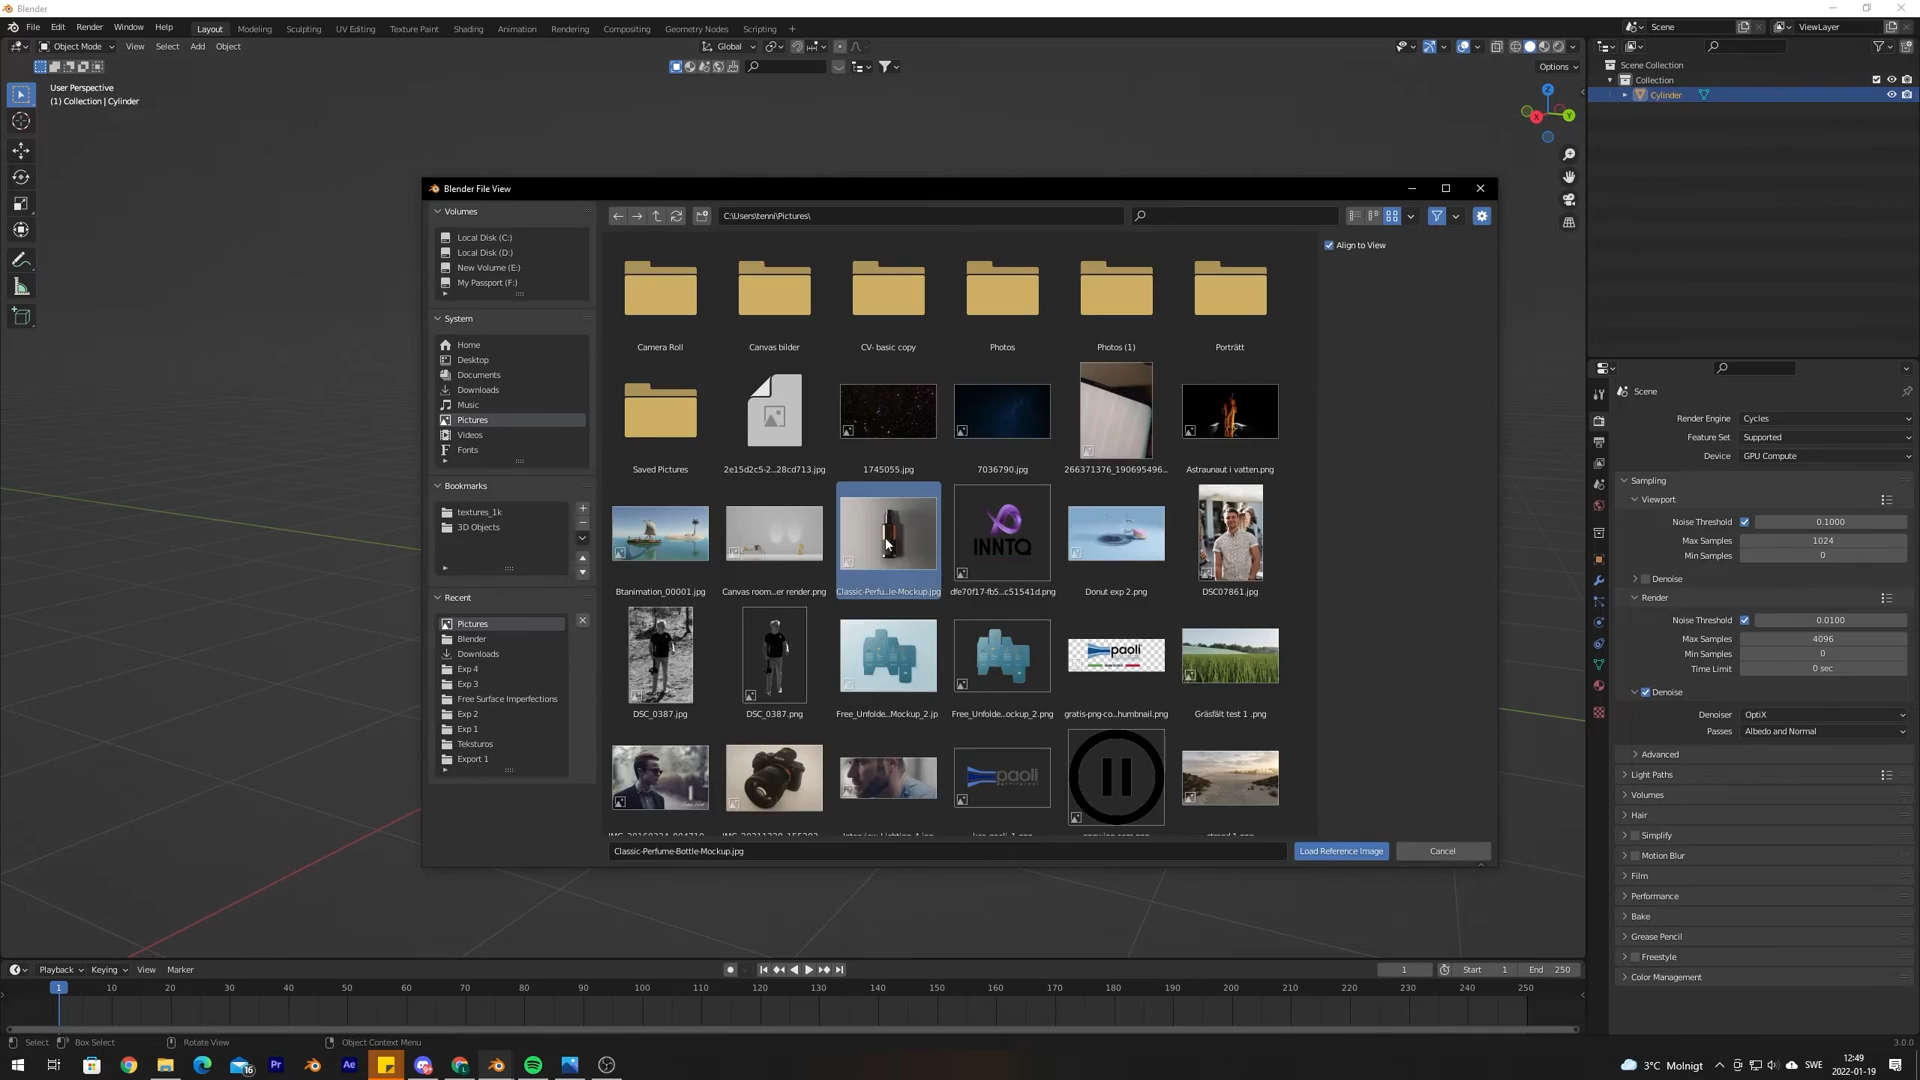 Blender
File Edit Render Window Help
Layout Modeling Sculpting UV Editing Texture Paint Shading Animation Rendering Compositing Geometry Nodes Scripting +
Scene
ViewLayer
Object Mode View Select Add Object
Global
Options
User Perspective
(1) Collection | Cylinder
Z
X
Y
Scene Collection
Collection
Cylinder
Blender File View
Volumes
Local Disk (C:)
Local Disk (D:)
New Volume (E:)
My Passport (F:)
System
Home
Desktop
Documents
Downloads
Music
Pictures
Videos
Fonts
Bookmarks
textures_1k
3D Objects
Recent
Pictures
Blender
Downloads
Exp 4
Exp 3
Free Surface Imperfections
Exp 2
Exp 1
Teksturos
Export 1
C:\Users\tenni\Pictures\
Align to View
Camera Roll Canvas bilder CV- basic copy Photos Photos (1) Porträtt
Saved Pictures 2e15d2c5-2...28cd713.jpg 1745055.jpg 7036790.jpg 266371376_190695496... Astraunaut i vatten.png
INNTQ
Btanimation_00001.jpg Canvas room...er render.png Classic-Perfu...le-Mockup.jpg dfe70f17-fb5...c51541d.png Donut exp 2.png DSC07861.jpg
paoli
DSC_0387.jpg DSC_0387.png Free_Unfolde...Mockup_2.jp Free_Unfolde...ockup_2.png gratis-png-co...humbnail.png Gräsfält test 1 .png
paoli
Classic-Perfume-Bottle-Mockup.jpg
Load Reference Image
Cancel
Scene
Render Engine Cycles
Feature Set Supported
Device GPU Compute
Sampling
Viewport
Noise Threshold 0.1000
Max Samples 1024
Min Samples 0
Denoise
Render
Noise Threshold 0.0100
Max Samples 4096
Min Samples 0
Time Limit 0 sec
Denoise
Denoiser OptiX
Passes Albedo and Normal
Advanced
Light Paths
Volumes
Hair
Simplify
Motion Blur
Film
Performance
Bake
Grease Pencil
Freestyle
Color Management
Playback Keying View Marker
1 Start 1 End 250
1 10 20 30 40 50 60 70 80 90 100 110 120 130 140 150 160 170 180 190 200 210 220 230 240 250
Select Box Select Rotate View Object Context Menu
3.0.0
16
Pr
Ae
3°C Molnigt
SWE
12:49
2022-01-19